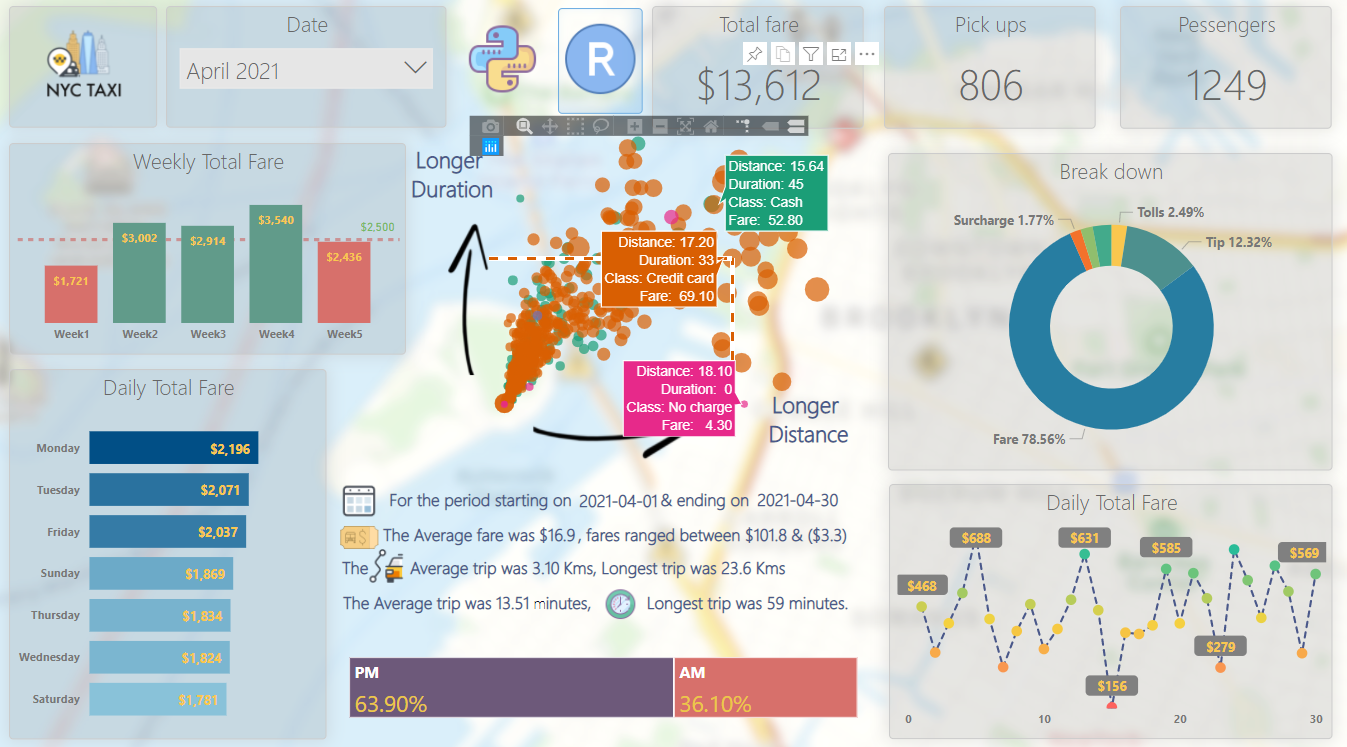 NYC TAXI
Date
April 2021
R
Total fare
$13,612
Pick ups
806
Pessengers
1249
Weekly Total Fare
$2,500
$1,721
$3,002
$2,914
$3,540
$2,436
Week1
Week2
Week3
Week4
Week5
Daily Total Fare
Monday
$2,196
Tuesday
$2,071
Friday
$2,037
Sunday
$1,869
Thursday
$1,834
Wednesday
$1,824
Saturday
$1,781
Longer
Duration
Distance: 15.64
Duration: 45
Class: Cash
Fare: 52.80
Distance: 17.20
Duration: 33
Class: Credit card
Fare: 69.10
Distance: 18.10
Duration: 0
Class: No charge
Fare: 4.30
Longer
Distance
For the period starting on 2021-04-01 & ending on 2021-04-30
The Average fare was $16.9 , fares ranged between $101.8 & ($3.3)
The Average trip was 3.10 Kms, Longest trip was 23.6 Kms
The Average trip was 13.51 minutes, Longest trip was 59 minutes.
PM
63.90%
AM
36.10%
Break down
Surcharge 1.77%
Tolls 2.49%
Tip 12.32%
Fare 78.56%
Daily Total Fare
$468
$688
$631
$585
$569
$279
$156
0
10
20
30